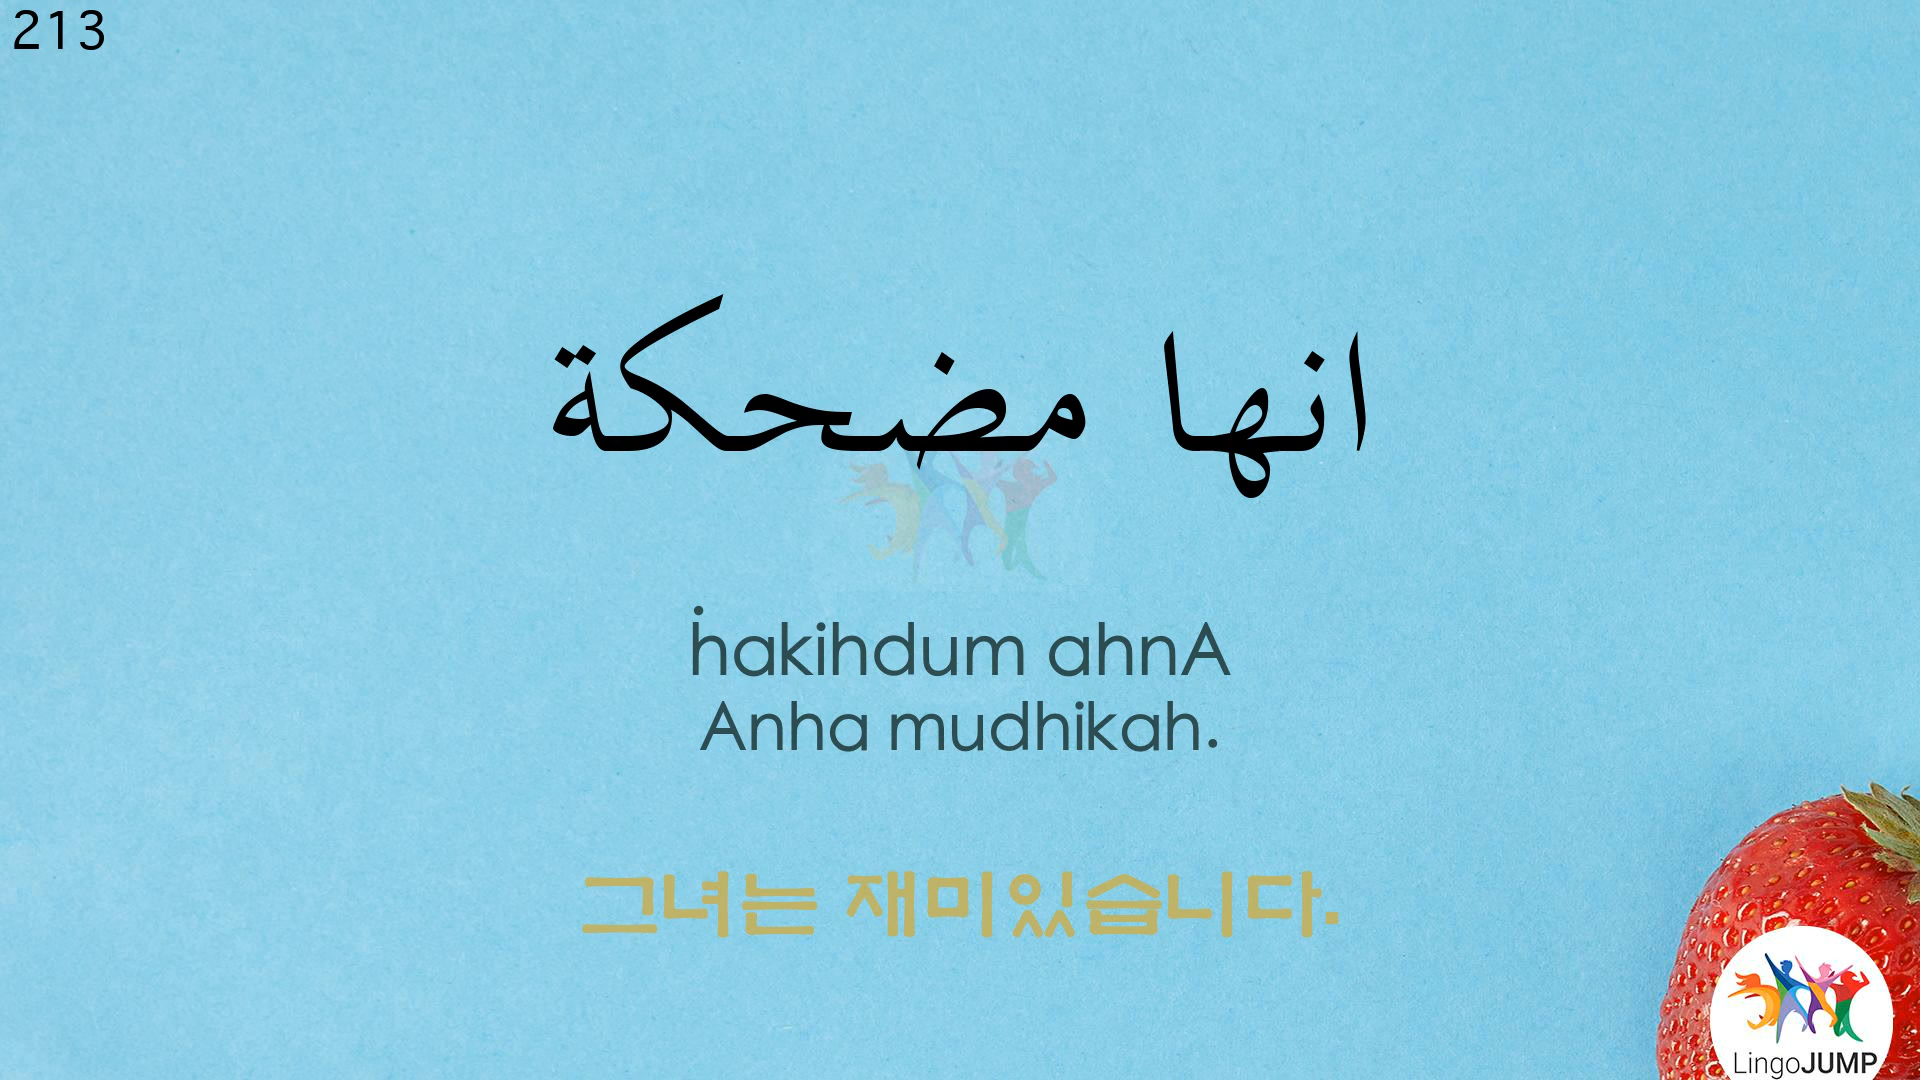 213
انها مضحكة
ḣakihdum ahnA
Anha mudhikah.
그녀는 재미있습니다.
LingoJUMP